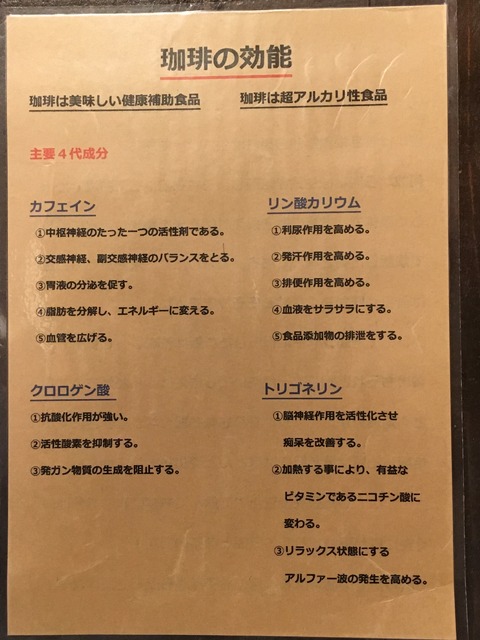 珈琲の効能
珈琲は美味しい健康補助食品
珈琲は超アルカリ性食品
主要４代成分
カフェイン
①中枢神経のたった一つの活性剤である。
②交感神経、副交感神経のバランスをとる。
③胃液の分泌を促す。
④脂肪を分解し、エネルギーに変える。
⑤血管を広げる。
リン酸カリウム
①利尿作用を高める。
②発汗作用を高める。
③排便作用を高める。
④血液をサラサラにする。
⑤食品添加物の排泄をする。
クロロゲン酸
①抗酸化作用が強い。
②活性酸素を抑制する。
③発ガン物質の生成を阻止する。
トリゴネリン
①脳神経作用を活性化させ
痴呆を改善する。
②加熱する事により、有益な
ビタミンであるニコチン酸に
変わる。
③リラックス状態にする
アルファー波の発生を高める。